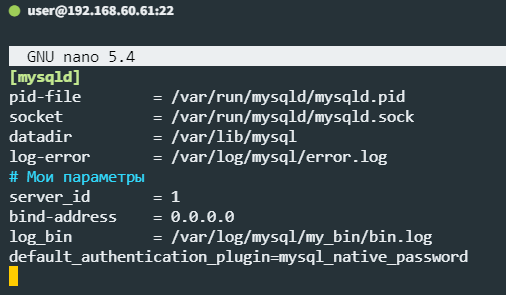 user@192.168.60.61:22
GNU nano 5.4
[mysqld]
pid-file        = /var/run/mysqld/mysqld.pid
socket          = /var/run/mysqld/mysqld.sock
datadir         = /var/lib/mysql
log-error       = /var/log/mysql/error.log
# Мои параметры
server_id       = 1
bind-address    = 0.0.0.0
log_bin         = /var/log/mysql/my_bin/bin.log
default_authentication_plugin=mysql_native_password